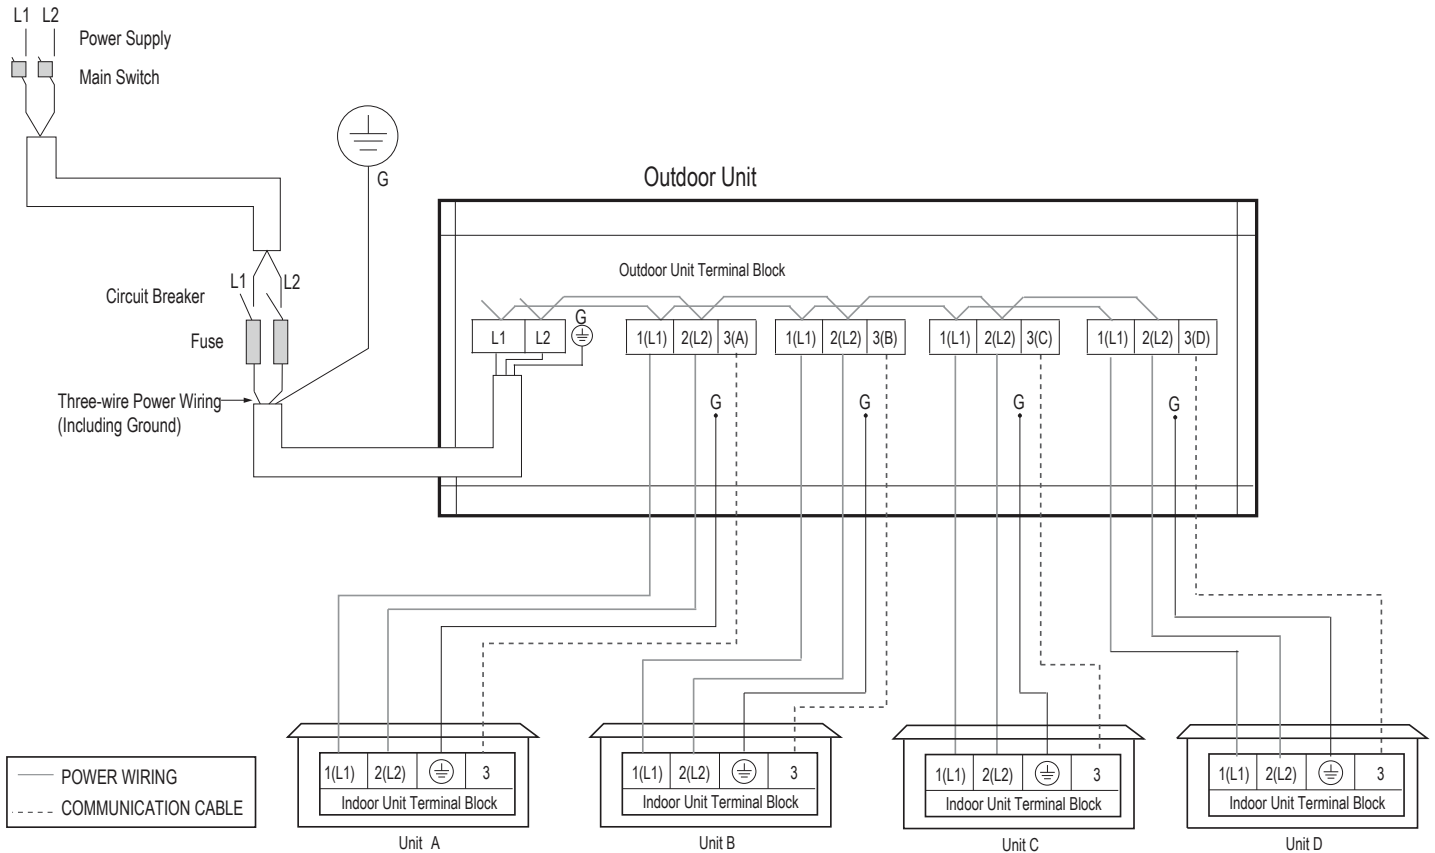 L1 L2
Power Supply
Main Switch
G
Outdoor Unit
Outdoor Unit Terminal Block
L1 L2
Circuit Breaker
Fuse
Three-wire Power Wiring
(Including Ground)
L1 L2 G
1(L1) 2(L2) 3(A)
1(L1) 2(L2) 3(B)
1(L1) 2(L2) 3(C)
1(L1) 2(L2) 3(D)
G G G G
1(L1) 2(L2) 3
Indoor Unit Terminal Block
Unit A
1(L1) 2(L2) 3
Indoor Unit Terminal Block
Unit B
1(L1) 2(L2) 3
Indoor Unit Terminal Block
Unit C
1(L1) 2(L2) 3
Indoor Unit Terminal Block
Unit D
POWER WIRING
COMMUNICATION CABLE